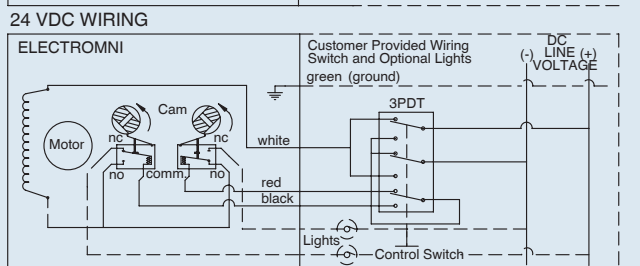 24 VDC WIRING
ELECTROMNI
Customer Provided Wiring
Switch and Optional Lights
green (ground)
DC
(-) LINE (+)
VOLTAGE
Cam
3PDT
Motor
nc
nc
white
no
comm.
no
red
black
Lights
Control Switch